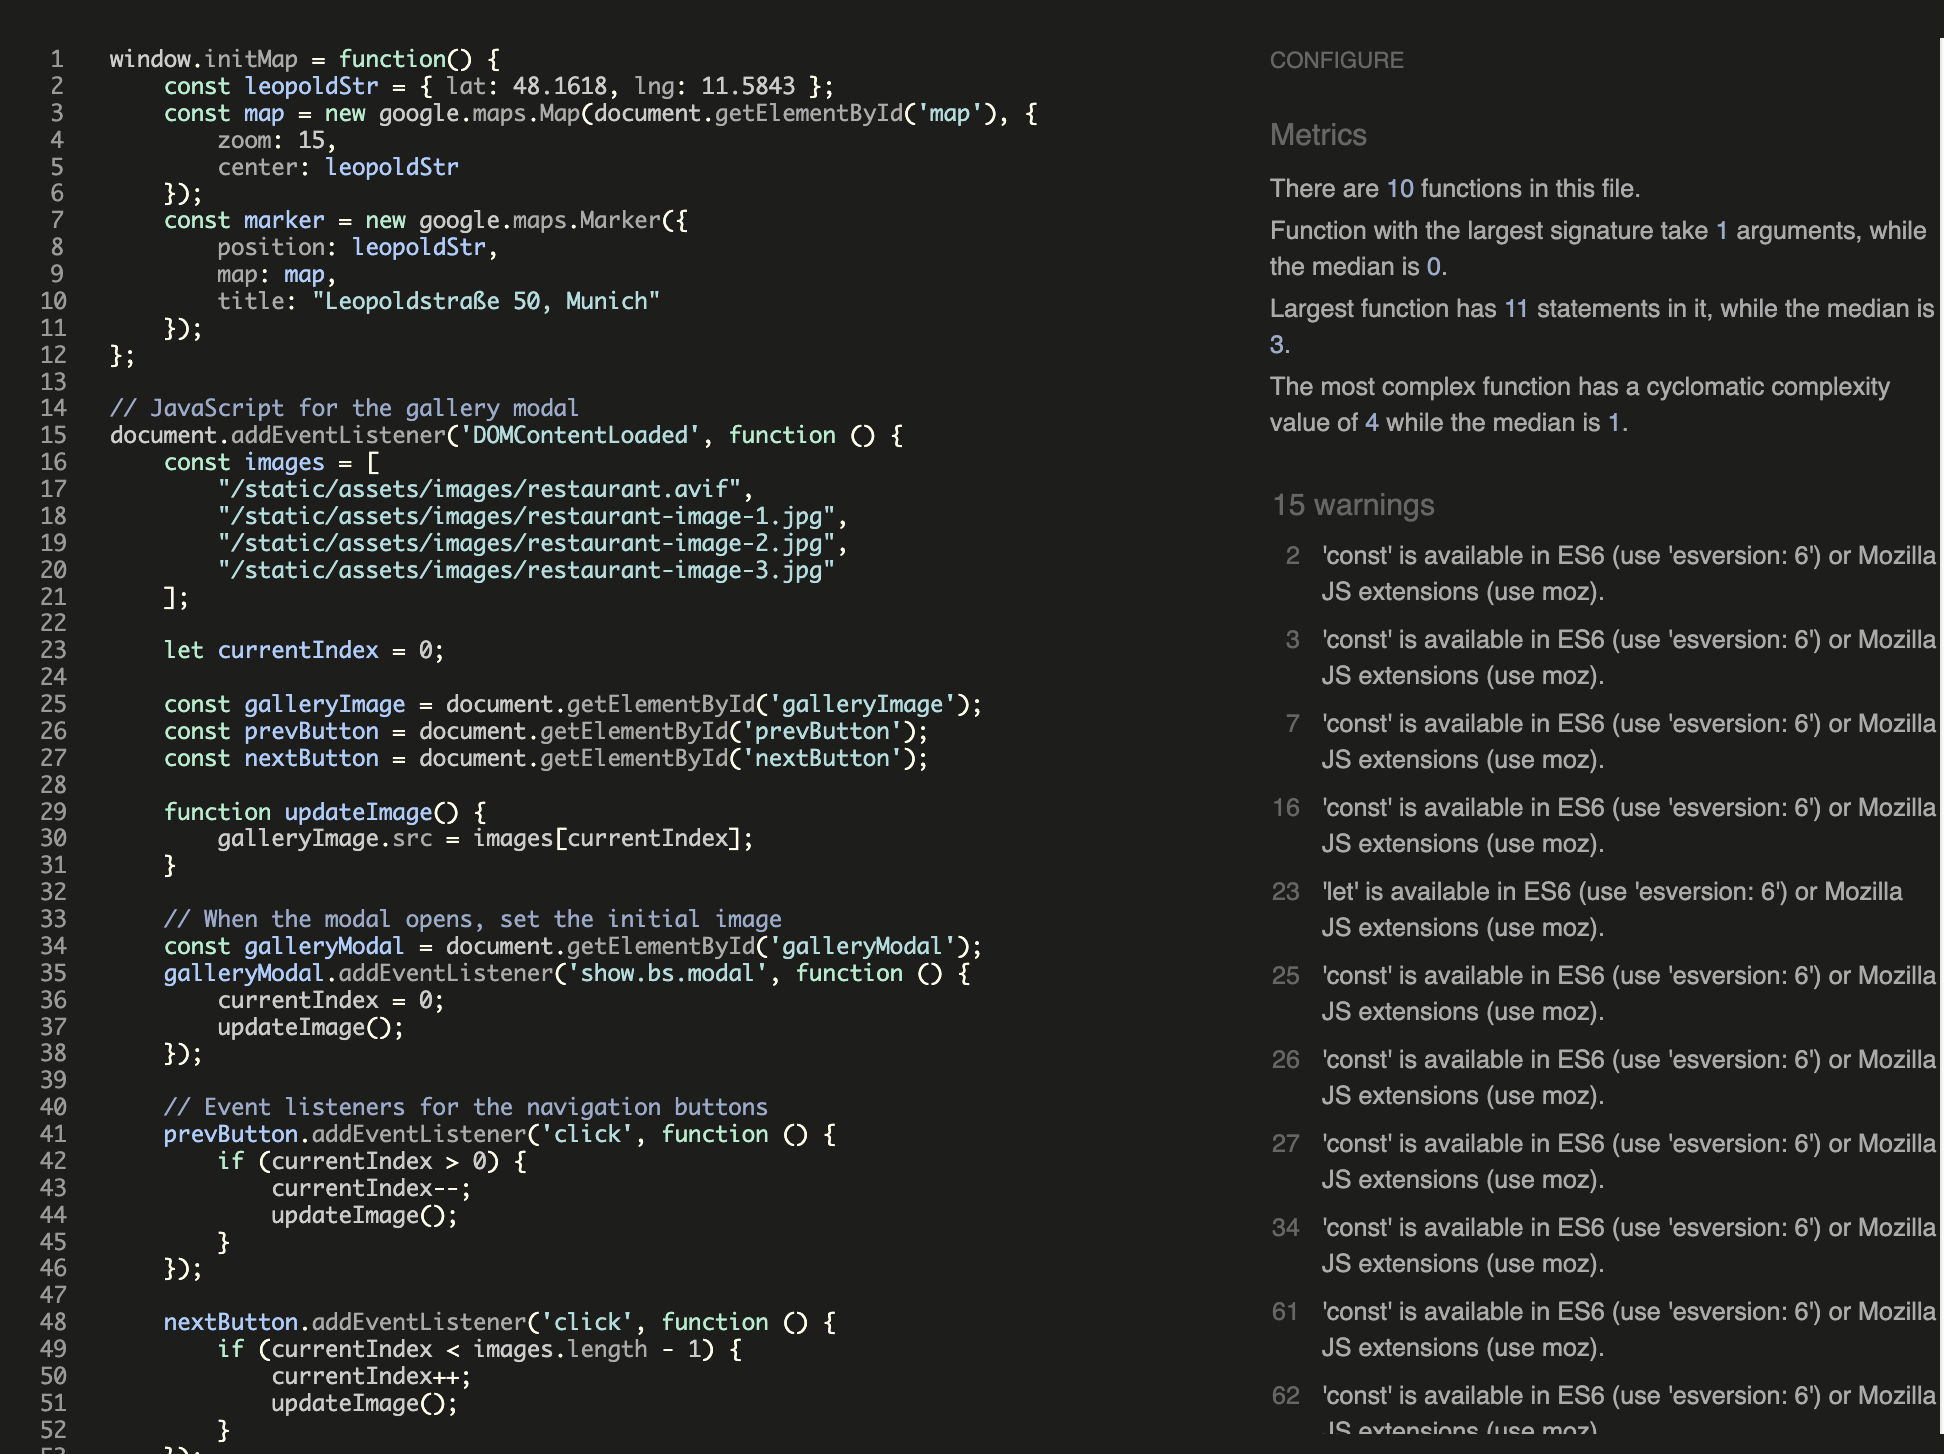 1 window.initMap = function() {
2 const leopoldStr = { lat: 48.1618, lng: 11.5843 };
3 const map = new google.maps.Map(document.getElementById('map'), {
4 zoom: 15,
5 center: leopoldStr
6 });
7 const marker = new google.maps.Marker({
8 position: leopoldStr,
9 map: map,
10 title: "Leopoldstraße 50, Munich"
11 });
12 };
13
14 // JavaScript for the gallery modal
15 document.addEventListener('DOMContentLoaded', function () {
16 const images = [
17 "/static/assets/images/restaurant.avif",
18 "/static/assets/images/restaurant-image-1.jpg",
19 "/static/assets/images/restaurant-image-2.jpg",
20 "/static/assets/images/restaurant-image-3.jpg"
21 ];
22
23 let currentIndex = 0;
24
25 const galleryImage = document.getElementById('galleryImage');
26 const prevButton = document.getElementById('prevButton');
27 const nextButton = document.getElementById('nextButton');
28
29 function updateImage() {
30 galleryImage.src = images[currentIndex];
31 }
32
33 // When the modal opens, set the initial image
34 const galleryModal = document.getElementById('galleryModal');
35 galleryModal.addEventListener('show.bs.modal', function () {
36 currentIndex = 0;
37 updateImage();
38 });
39
40 // Event listeners for the navigation buttons
41 prevButton.addEventListener('click', function () {
42 if (currentIndex > 0) {
43 currentIndex--;
44 updateImage();
45 }
46 });
47
48 nextButton.addEventListener('click', function () {
49 if (currentIndex < images.length - 1) {
50 currentIndex++;
51 updateImage();
52 }
53 });
CONFIGURE
Metrics
There are 10 functions in this file.
Function with the largest signature take 1 arguments, while
the median is 0.
Largest function has 11 statements in it, while the median is
3.
The most complex function has a cyclomatic complexity
value of 4 while the median is 1.
15 warnings
2 'const' is available in ES6 (use 'esversion: 6') or Mozilla
JS extensions (use moz).
3 'const' is available in ES6 (use 'esversion: 6') or Mozilla
JS extensions (use moz).
7 'const' is available in ES6 (use 'esversion: 6') or Mozilla
JS extensions (use moz).
16 'const' is available in ES6 (use 'esversion: 6') or Mozilla
JS extensions (use moz).
23 'let' is available in ES6 (use 'esversion: 6') or Mozilla
JS extensions (use moz).
25 'const' is available in ES6 (use 'esversion: 6') or Mozilla
JS extensions (use moz).
26 'const' is available in ES6 (use 'esversion: 6') or Mozilla
JS extensions (use moz).
27 'const' is available in ES6 (use 'esversion: 6') or Mozilla
JS extensions (use moz).
34 'const' is available in ES6 (use 'esversion: 6') or Mozilla
JS extensions (use moz).
61 'const' is available in ES6 (use 'esversion: 6') or Mozilla
JS extensions (use moz).
62 'const' is available in ES6 (use 'esversion: 6') or Mozilla
JS extensions (use moz).